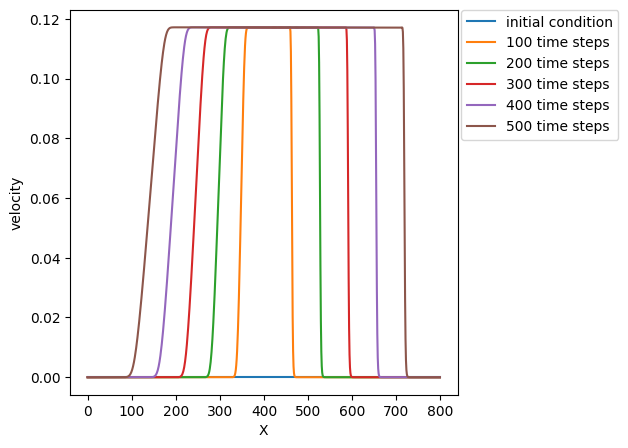 initial condition
100 time steps
200 time steps
300 time steps
400 time steps
500 time steps
0.12
0.10
0.08
0.06
0.04
0.02
0.00
velocity
0 100 200 300 400 500 600 700 800
X